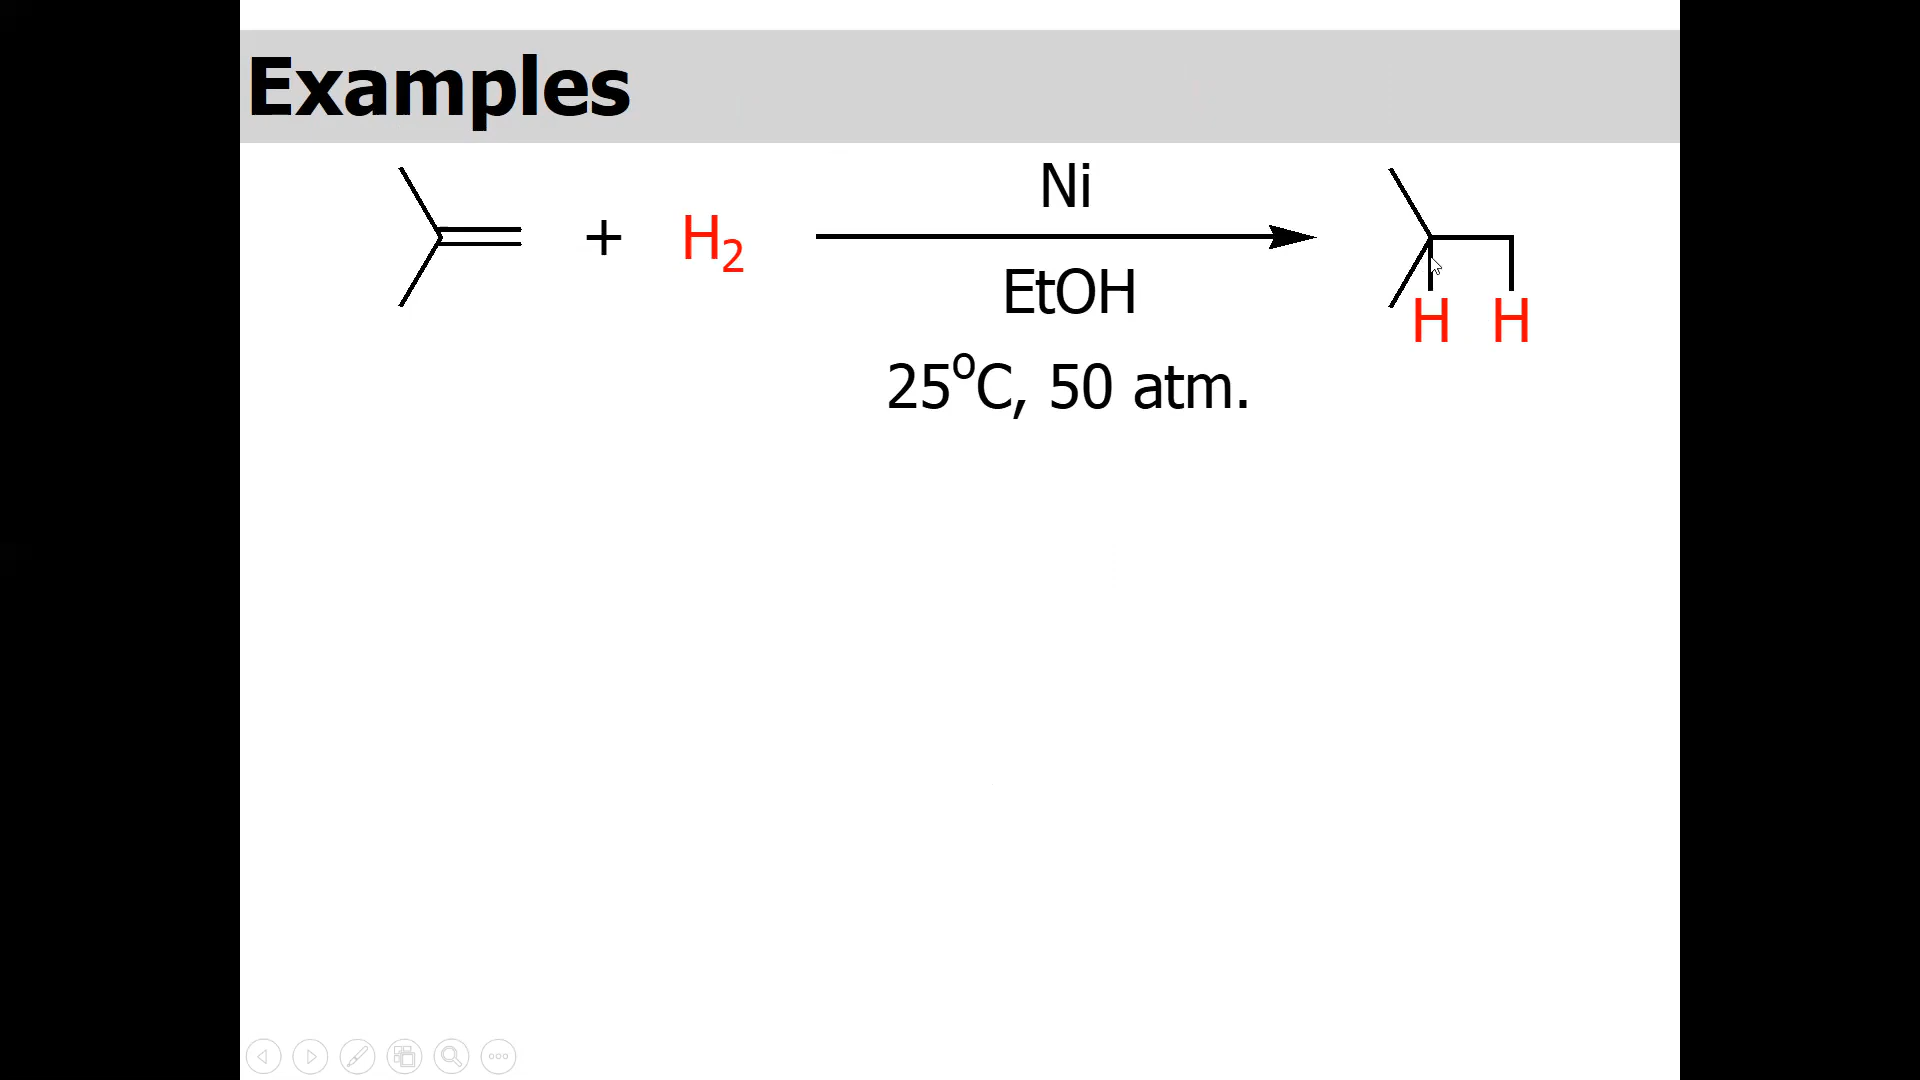 Examples
+ H₂
Ni
EtOH
25°C, 50 atm.
H H